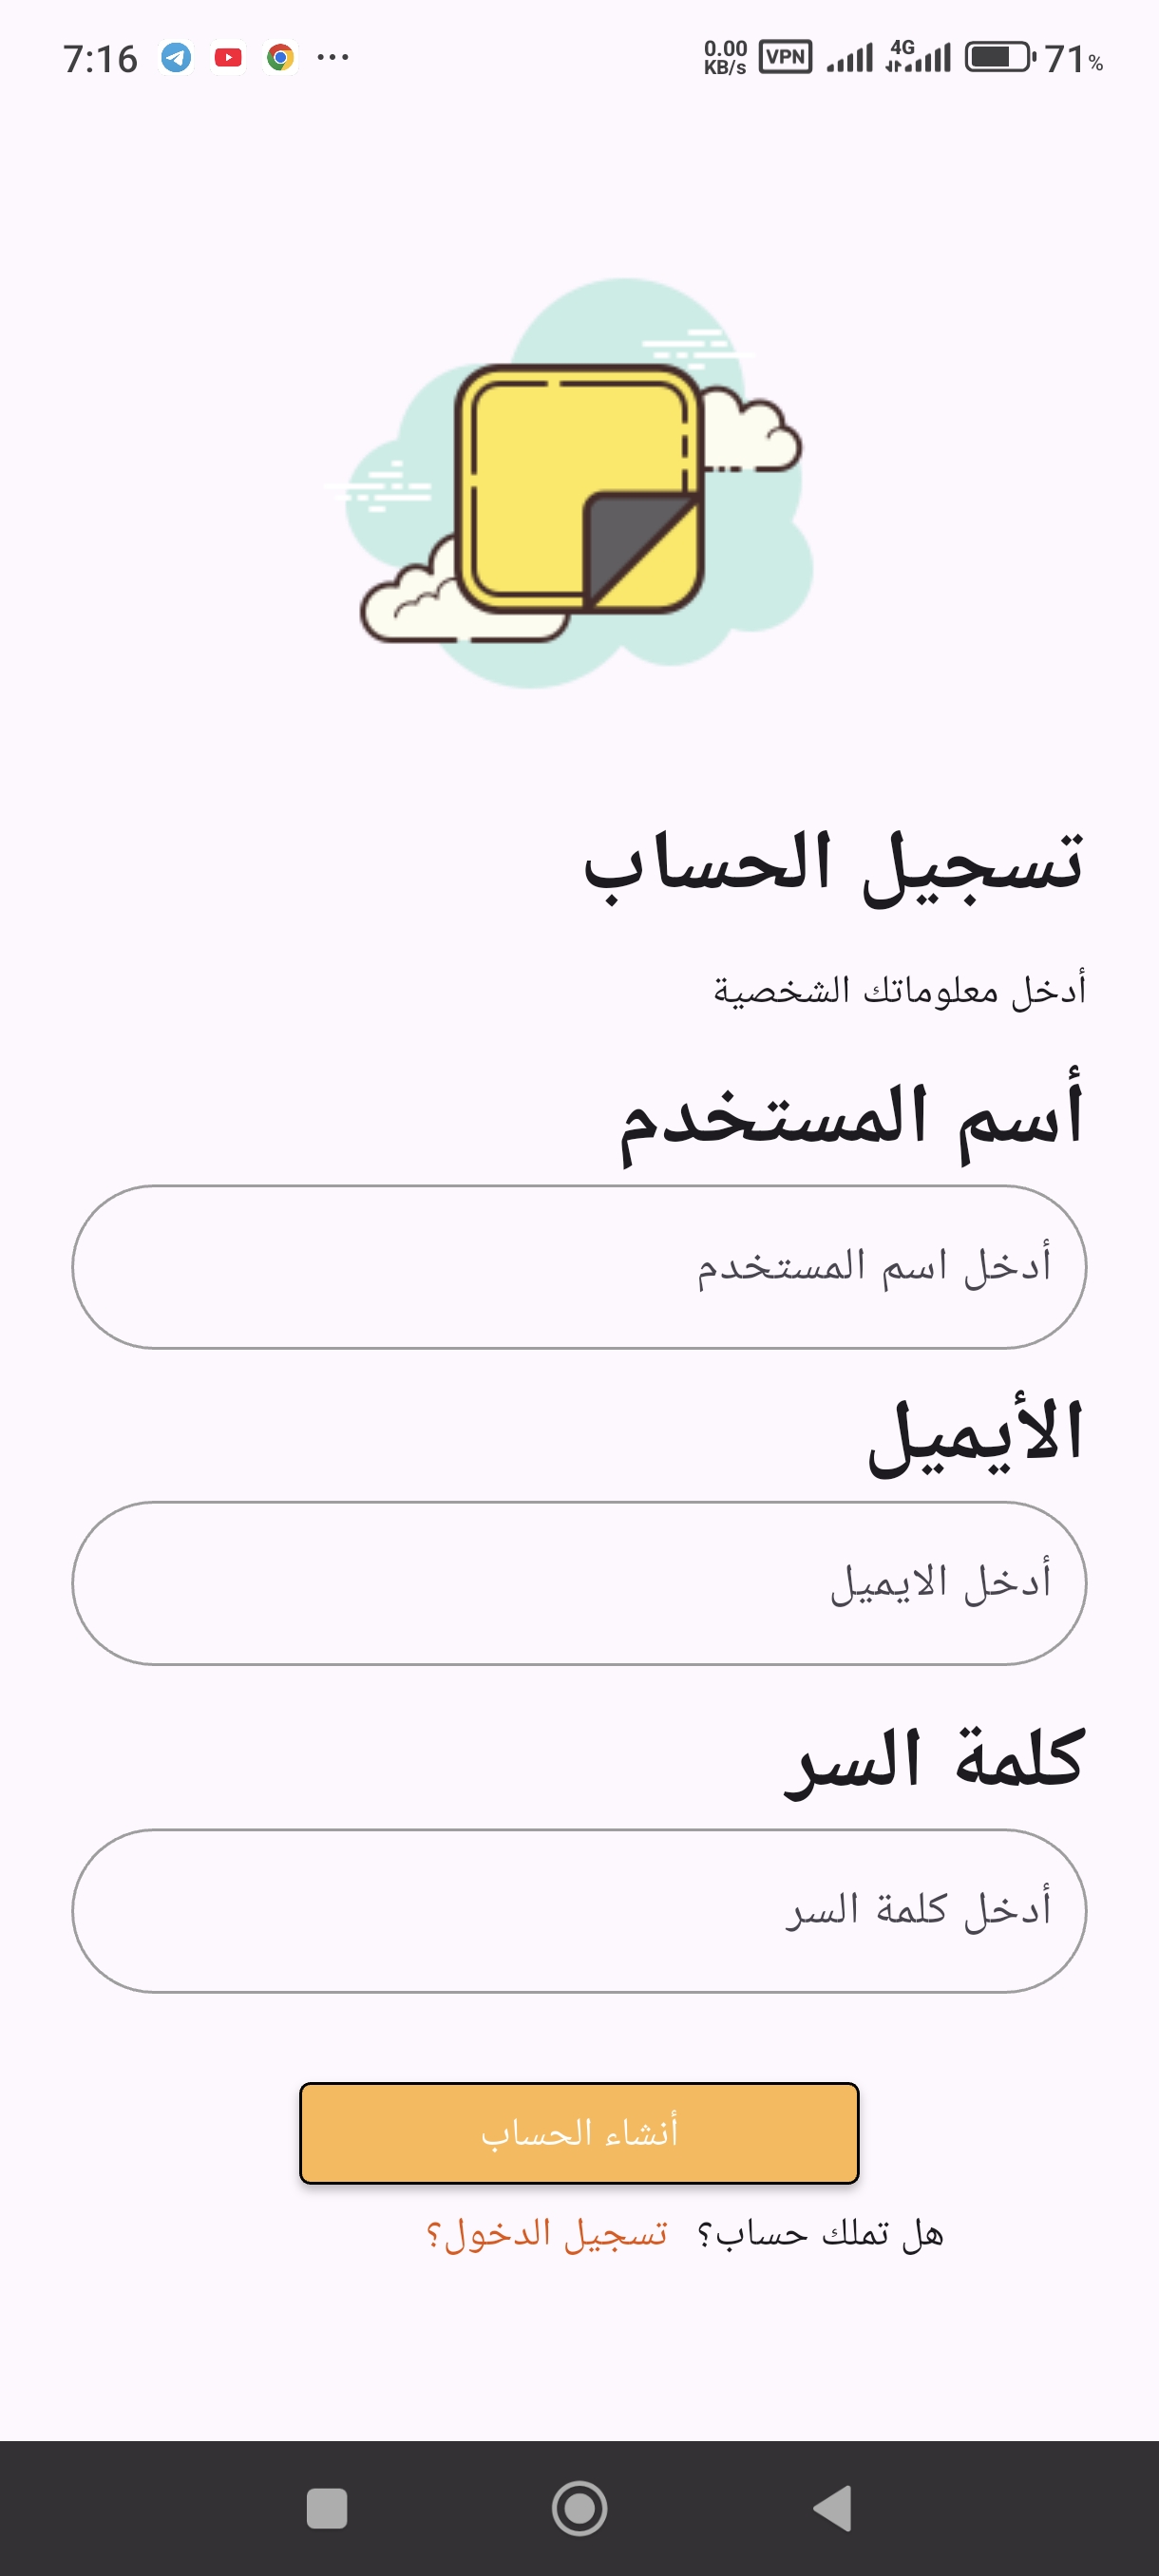 7:16 ... 0.00 KB/s VPN 4G 71%
تسجيل الحساب
أدخل معلوماتك الشخصية
أسم المستخدم
أدخل اسم المستخدم
الأيميل
أدخل الايميل
كلمة السر
أدخل كلمة السر
أنشاء الحساب
هل تملك حساب؟ تسجيل الدخول؟